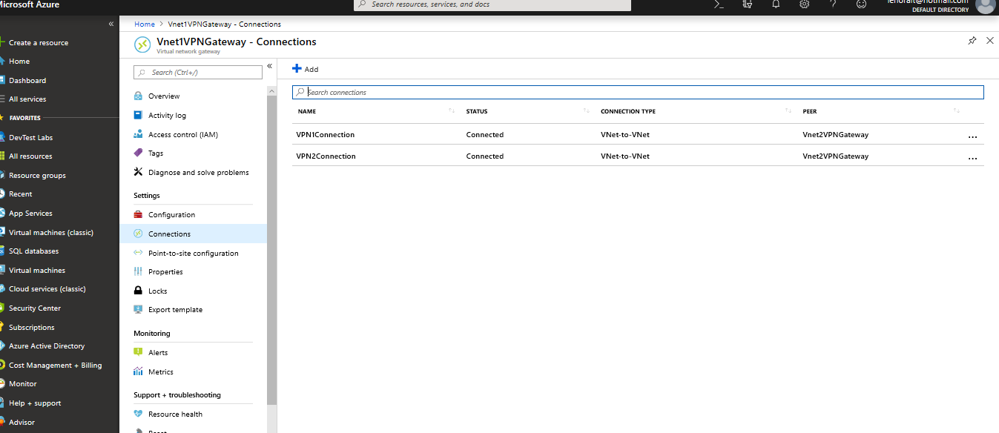 Microsoft Azure
Search resources, services, and docs
DEFAULT DIRECTORY
Create a resource
Home
Dashboard
All services
FAVORITES
DevTest Labs
All resources
Resource groups
Recent
App Services
Virtual machines (classic)
SQL databases
Virtual machines
Cloud services (classic)
Security Center
Subscriptions
Azure Active Directory
Cost Management + Billing
Monitor
Help + support
Advisor
Home > Vnet1VPNGateway - Connections
Vnet1VPNGateway - Connections
Virtual network gateway
Search (Ctrl+/)
Overview
Activity log
Access control (IAM)
Tags
Diagnose and solve problems
Settings
Configuration
Connections
Point-to-site configuration
Properties
Locks
Export template
Monitoring
Alerts
Metrics
Support + troubleshooting
Resource health
Add
Search connections
NAME STATUS CONNECTION TYPE PEER
VPN1Connection Connected VNet-to-VNet Vnet2VPNGateway ...
VPN2Connection Connected VNet-to-VNet Vnet2VPNGateway ...